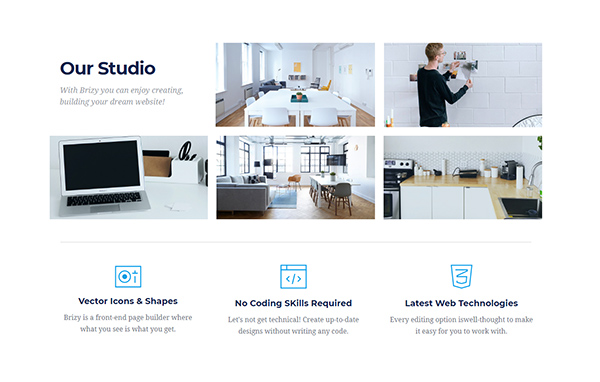 Our Studio
With Brizy you can enjoy creating,
building your dream website!
Vector Icons & Shapes
Brizy is a front-end page builder where
what you see is what you get.
No Coding SKills Required
Let's not get technical! Create up-to-date
designs without writing any code.
Latest Web Technologies
Every editing option iswell-thought to make
it easy for you to work with.